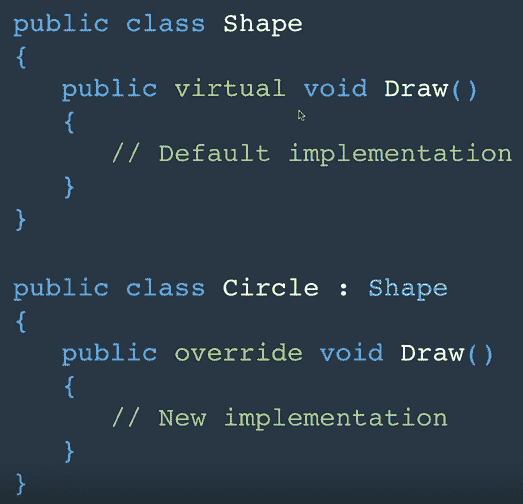 public class Shape
{
public virtual void Draw()
{
// Default implementation
}
}
public class Circle : Shape
{
public override void Draw()
{
// New implementation
}
}